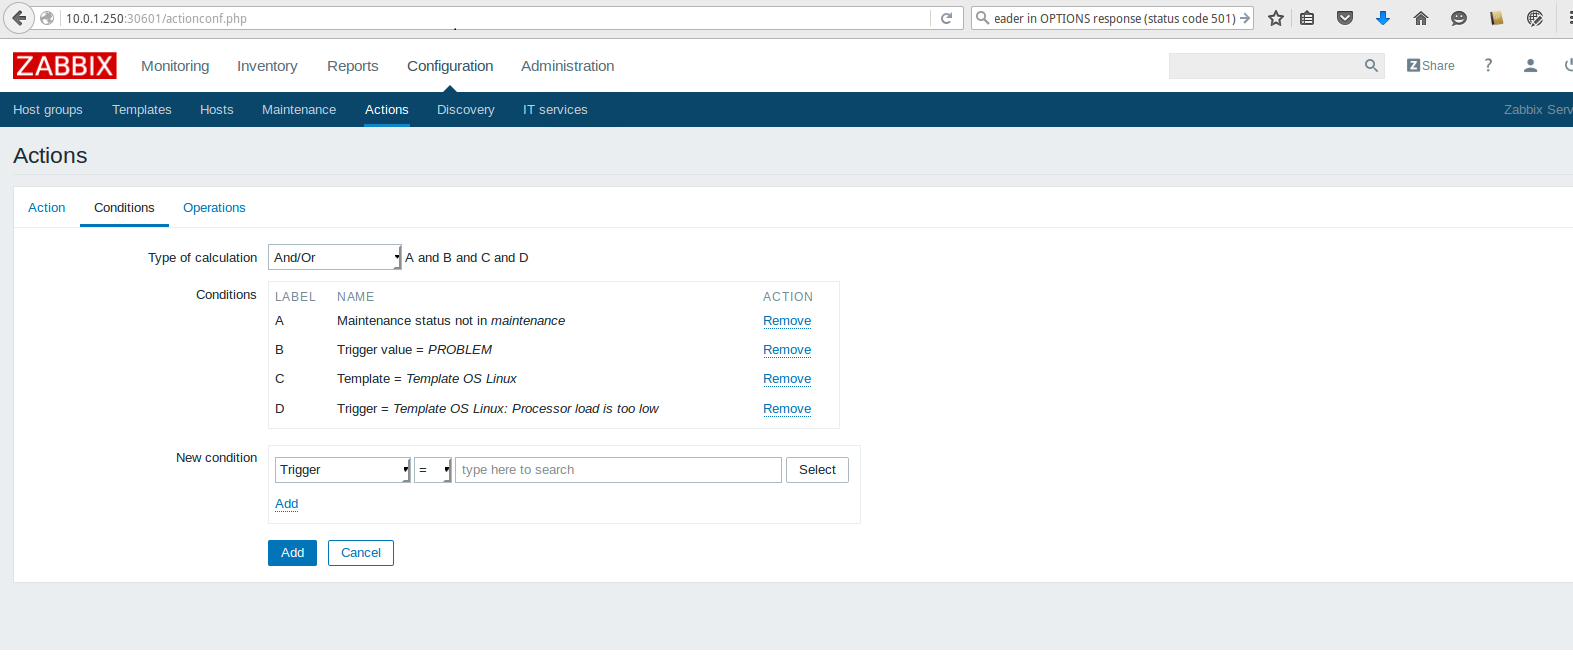 10.0.1.250:30601/actionconf.php
eader in OPTIONS response (status code 501)
ZABBIX Monitoring Inventory Reports Configuration Administration Z Share ?
Host groups Templates Hosts Maintenance Actions Discovery IT services Zabbix Serv
Actions
Action Conditions Operations
Type of calculation And/Or A and B and C and D
Conditions LABEL NAME ACTION
A Maintenance status not in maintenance Remove
B Trigger value = PROBLEM Remove
C Template = Template OS Linux Remove
D Trigger = Template OS Linux: Processor load is too low Remove
New condition Trigger = type here to search Select
Add
Add Cancel